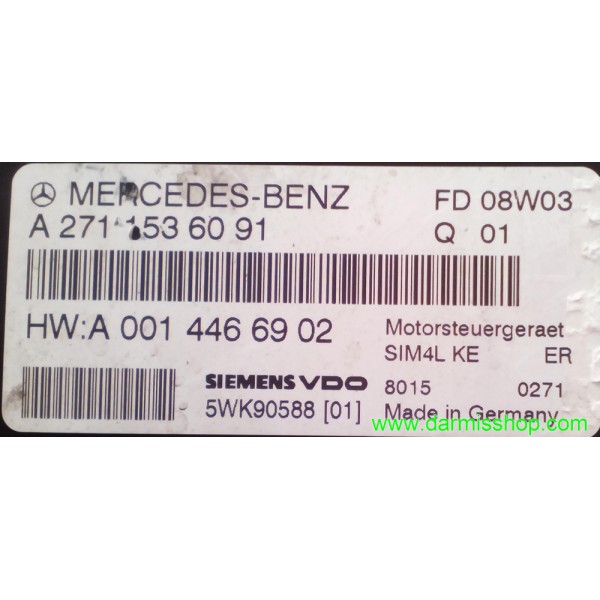 MERCEDES-BENZ FD 08W03
A 271 153 60 91 Q 01
HW:A 001 446 69 02 Motorsteuergeraet
SIM4L KE ER
SIEMENS VDO 8015 0271
5WK90588 [01] Made in Germany
www.darmisshop.com